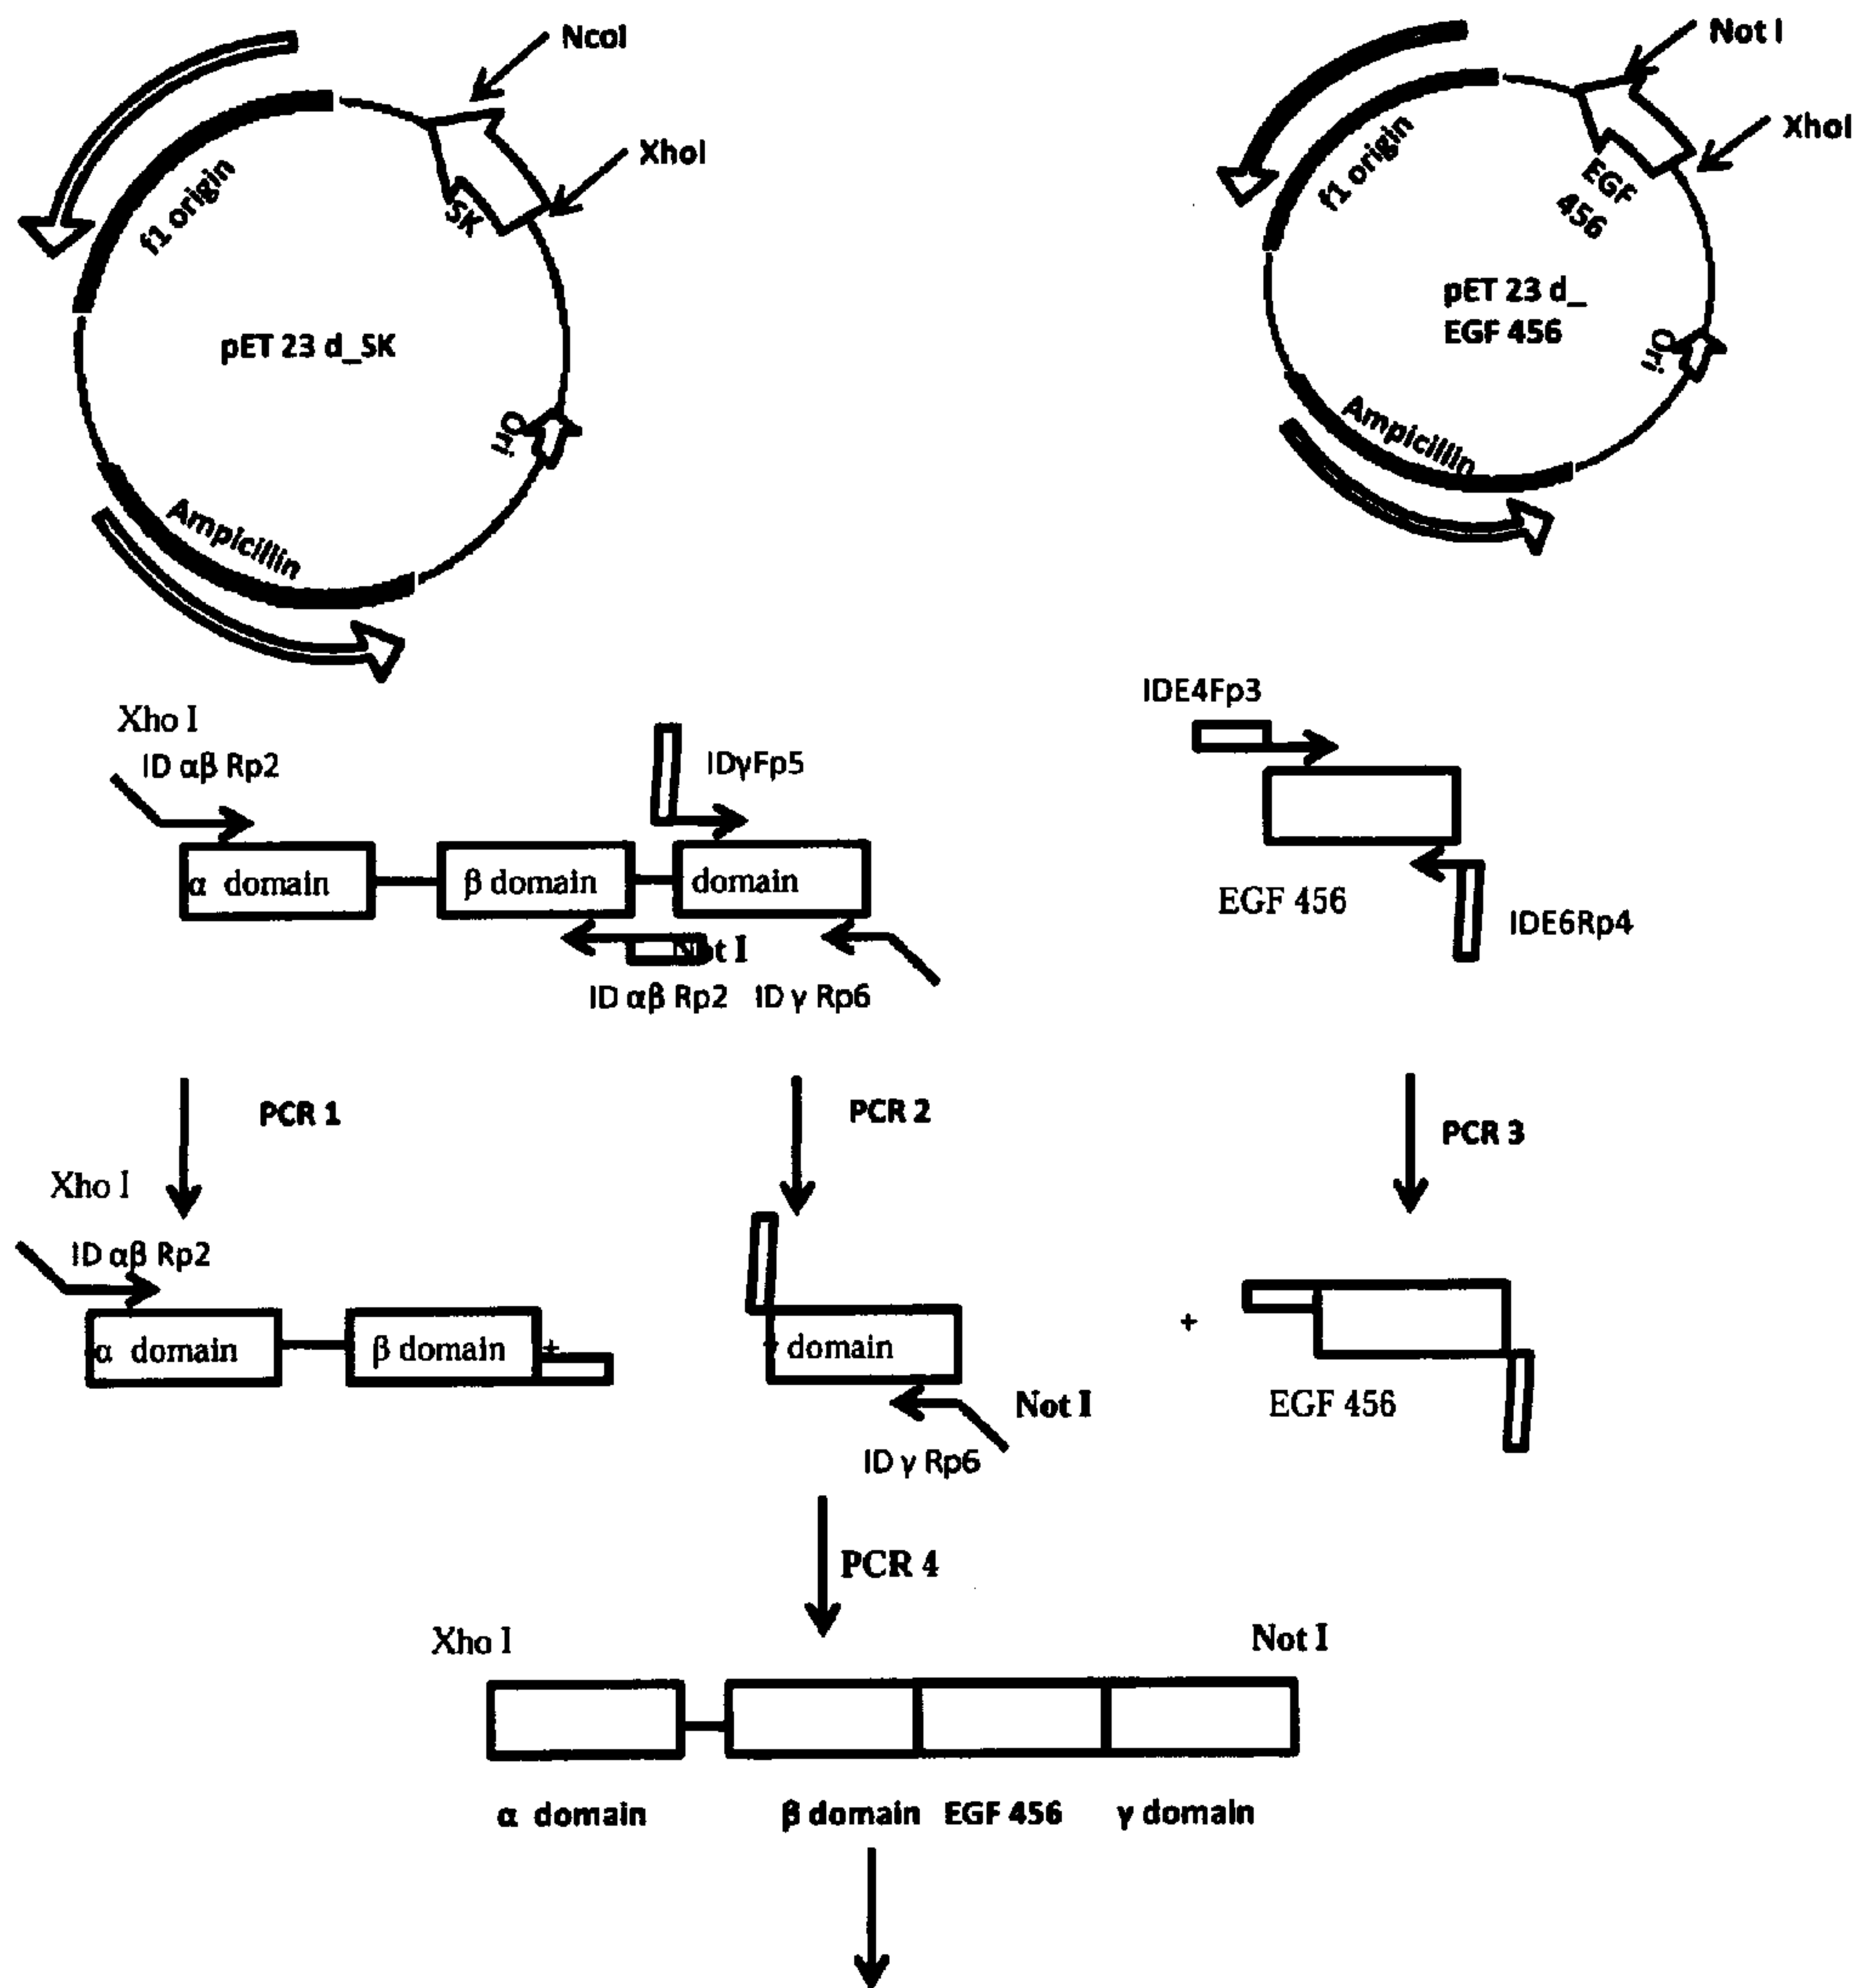 NcoI
XhoI
f1 origin
SK
pET 23 d_SK
Ori
Ampicillin
Not I
XhoI
f1 origin
EGF
456
pET 23 d_
EGF 456
Ori
Ampicillin
Xho I
ID αβ Rp2
IDγFp5
α domain
β domain
domain
Not I
ID αβ Rp2
ID γ Rp6
IDE4Fp3
EGF 456
IDE6Rp4
PCR 1
PCR 2
PCR 3
Xho I
ID αβ Rp2
α domain
β domain
+
domain
Not I
ID γ Rp6
+
EGF 456
PCR 4
Xho I
Not I
α domain
β domain
EGF 456
γ domain